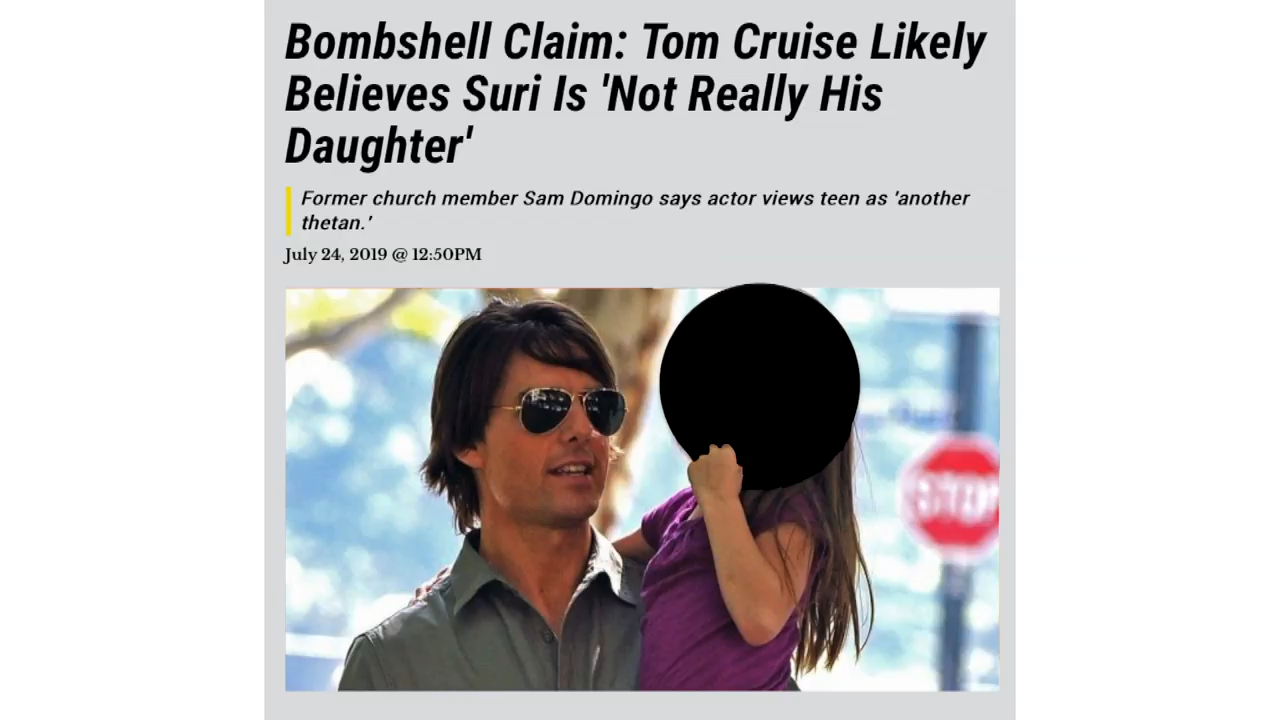 Bombshell Claim: Tom Cruise Likely
Believes Suri Is 'Not Really His
Daughter'
Former church member Sam Domingo says actor views teen as 'another
thetan.'
July 24, 2019 @ 12:50PM
STOP